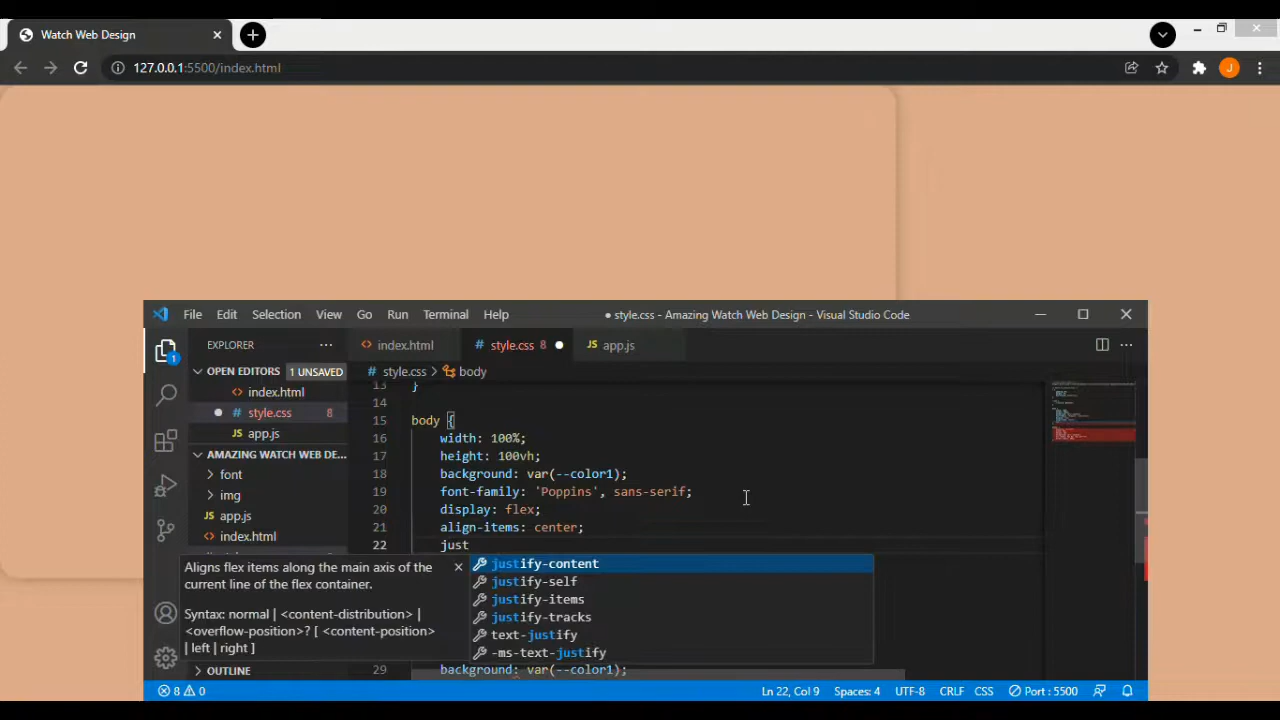 Watch Web Design
127.0.0.1:5500/index.html
J
File Edit Selection View Go Run Terminal Help
● style.css - Amazing Watch Web Design - Visual Studio Code
EXPLORER
index.html
style.css 8
JS app.js
OPEN EDITORS
1 UNSAVED
index.html
# style.css 8
JS app.js
AMAZING WATCH WEB DE...
font
img
JS app.js
index.html
OUTLINE
1
# style.css > body
13 }
14
15 body {
16 width: 100%;
17 height: 100vh;
18 background: var(--color1);
19 font-family: 'Poppins', sans-serif;
20 display: flex;
21 align-items: center;
22 just
justify-content
justify-self
justify-items
justify-tracks
text-justify
-ms-text-justify
Aligns flex items along the main axis of the
current line of the flex container.
Syntax: normal | <content-distribution> |
<overflow-position>? [ <content-position>
| left | right ]
29 background: var(--color1);
8 0
Ln 22, Col 9 Spaces: 4 UTF-8 CRLF CSS Port : 5500